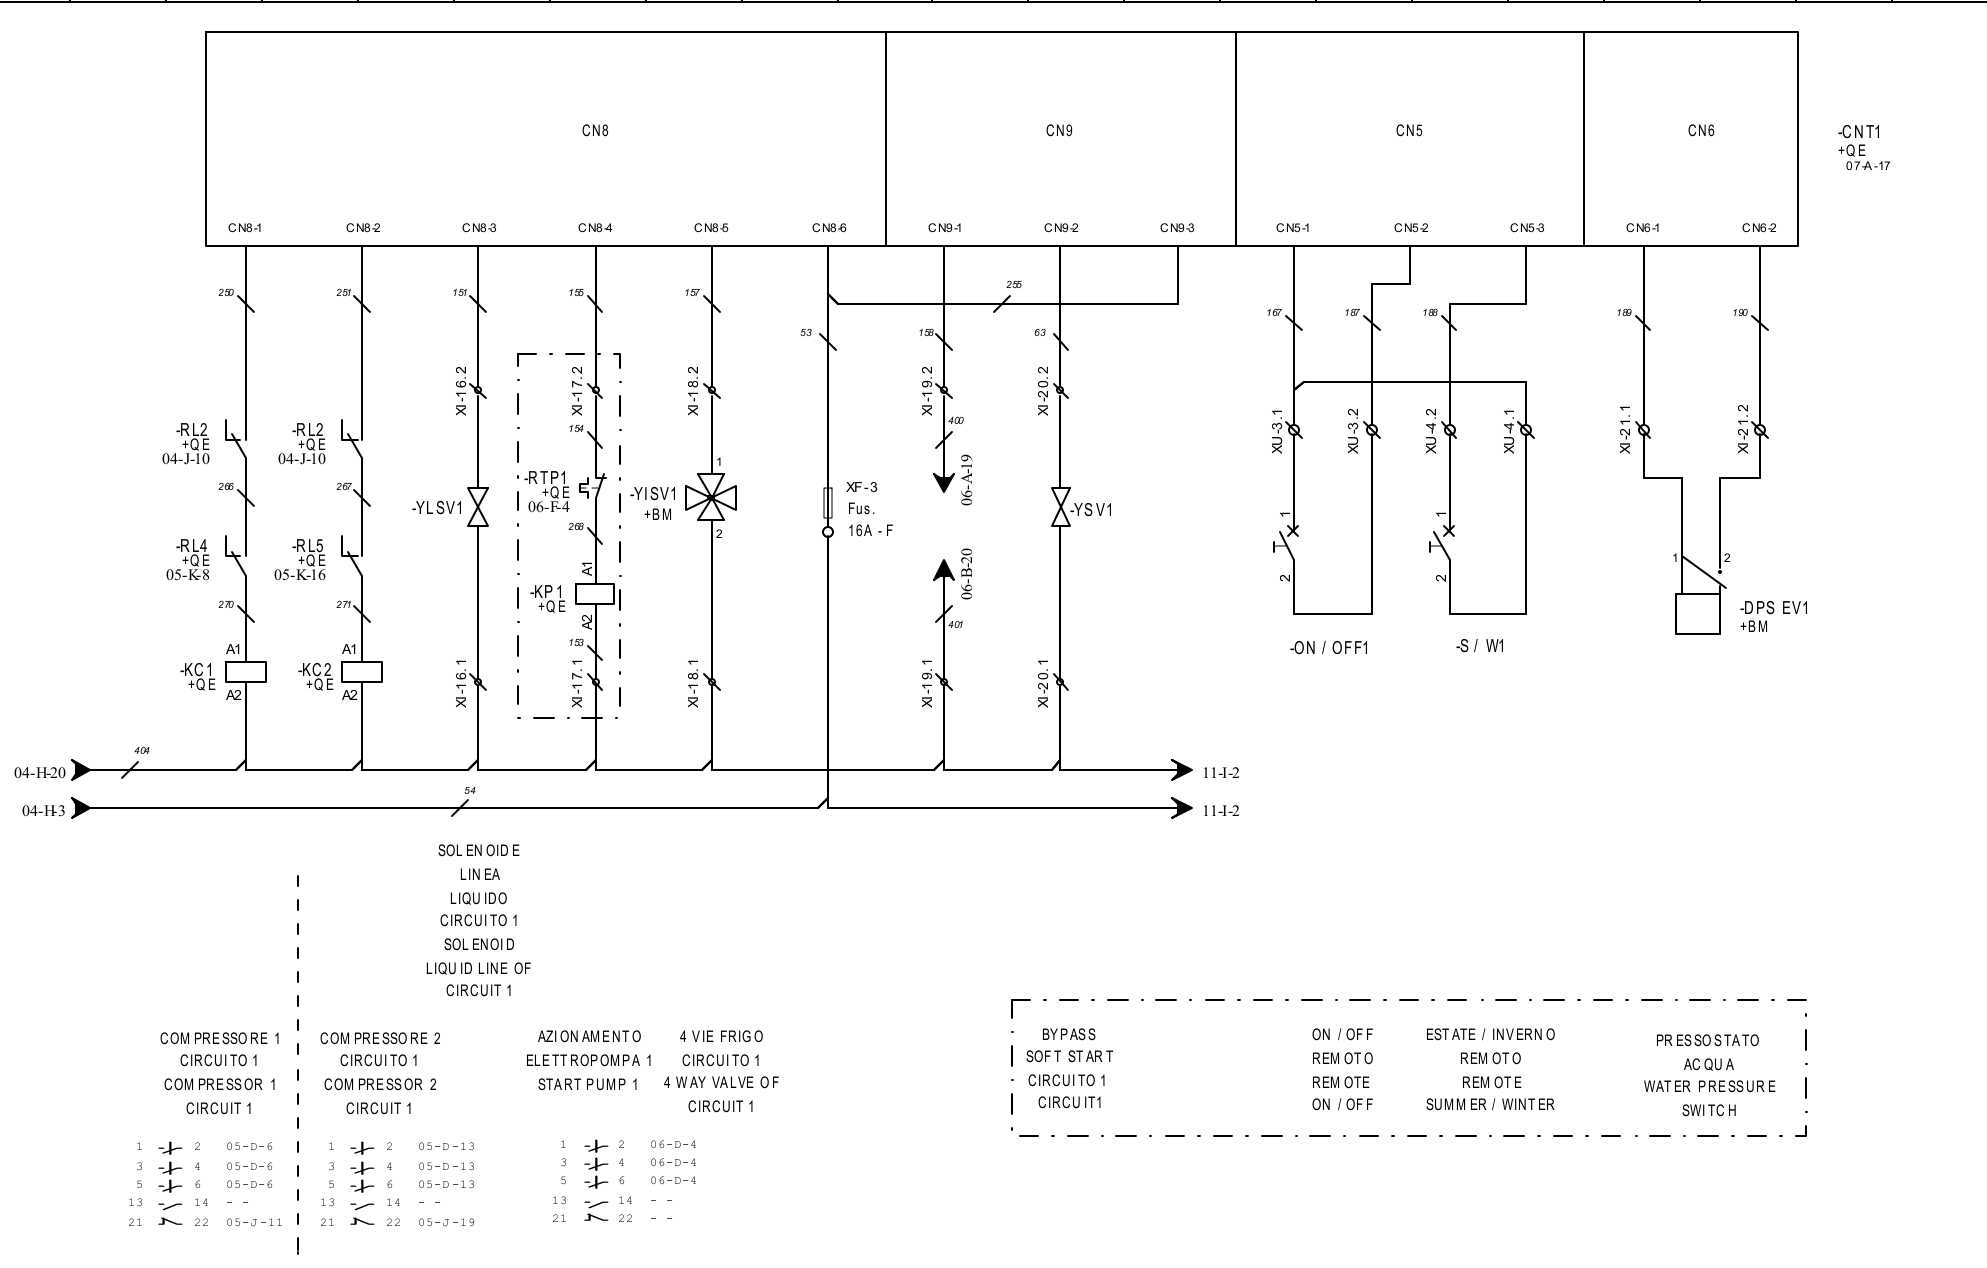 CN8
CN9
CN5
CN6
-CNT1
+QE
07-A-17
CN8-1
CN8-2
CN8-3
CN8-4
CN8-5
CN8-6
CN9-1
CN9-2
CN9-3
CN5-1
CN5-2
CN5-3
CN6-1
CN6-2
250
251
151
155
157
255
53
158
63
167
187
188
189
190
XI-16.2
XI-17.2
XI-18.2
XI-19.2
XI-20.2
XU-3.1
XU-3.2
XU-4.2
XU-4.1
XI-21.1
XI-21.2
-RL2
+QE
04-J-10
-RL2
+QE
04-J-10
154
400
266
267
-RTP1
+QE
06-F-4
268
-YLSV1
1
-YISV1
+BM
2
XF-3
Fus.
16A - F
06-A-19
-YSV1
1
2
1
2
-RL4
+QE
05-K-8
-RL5
+QE
05-K-16
270
271
A1
-KP1
+QE
A2
153
06-B-20
401
1
2
-DPS EV1
+BM
-ON / OFF1
-S / W1
A1
-KC1
+QE
A2
A1
-KC2
+QE
A2
XI-16.1
XI-17.1
XI-18.1
XI-19.1
XI-20.1
404
04-H-20
11-I-2
54
04-H-3
11-I-2
SOLENOIDE
LINEA
LIQUIDO
CIRCUITO 1
SOLENOID
LIQUID LINE OF
CIRCUIT 1
COMPRESSORE 1
CIRCUITO 1
COMPRESSOR 1
CIRCUIT 1
COMPRESSORE 2
CIRCUITO 1
COMPRESSOR 2
CIRCUIT 1
AZIONAMENTO
ELETTROPOMPA 1
START PUMP 1
4 VIE FRIGO
CIRCUITO 1
4 WAY VALVE OF
CIRCUIT 1
BYPASS
SOFT START
CIRCUITO 1
CIRCUIT1
ON / OFF
REMOTO
REMOTE
ON / OFF
ESTATE / INVERNO
REMOTO
REMOTE
SUMMER / WINTER
PRESSOSTATO
ACQUA
WATER PRESSURE
SWITCH
1 2 05-D-6
3 4 05-D-6
5 6 05-D-6
13 14 - -
21 22 05-J-11
1 2 05-D-13
3 4 05-D-13
5 6 05-D-13
13 14 - -
21 22 05-J-19
1 2 06-D-4
3 4 06-D-4
5 6 06-D-4
13 14 - -
21 22 - -